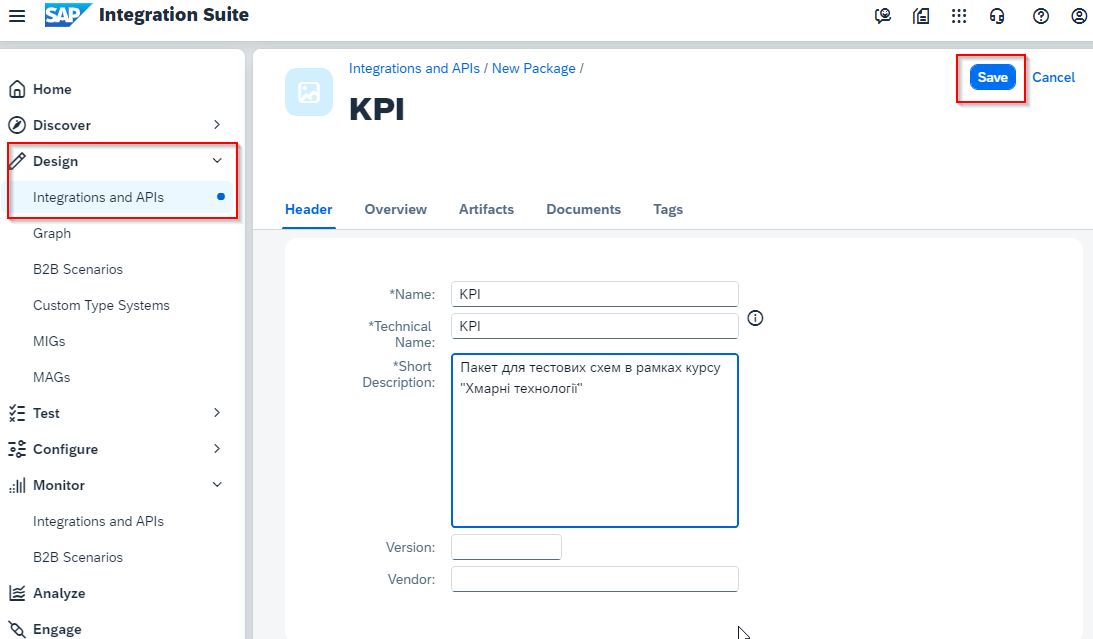 SAP Integration Suite
Home
Discover
Design
Integrations and APIs
Graph
B2B Scenarios
Custom Type Systems
MIGs
MAGs
Test
Configure
Monitor
Integrations and APIs
B2B Scenarios
Analyze
Engage
Integrations and APIs / New Package /
KPI
Save Cancel
Header Overview Artifacts Documents Tags
*Name: KPI
*Technical Name: KPI
*Short Description: Пакет для тестових схем в рамках курсу
"Хмарні технології"
Version:
Vendor: